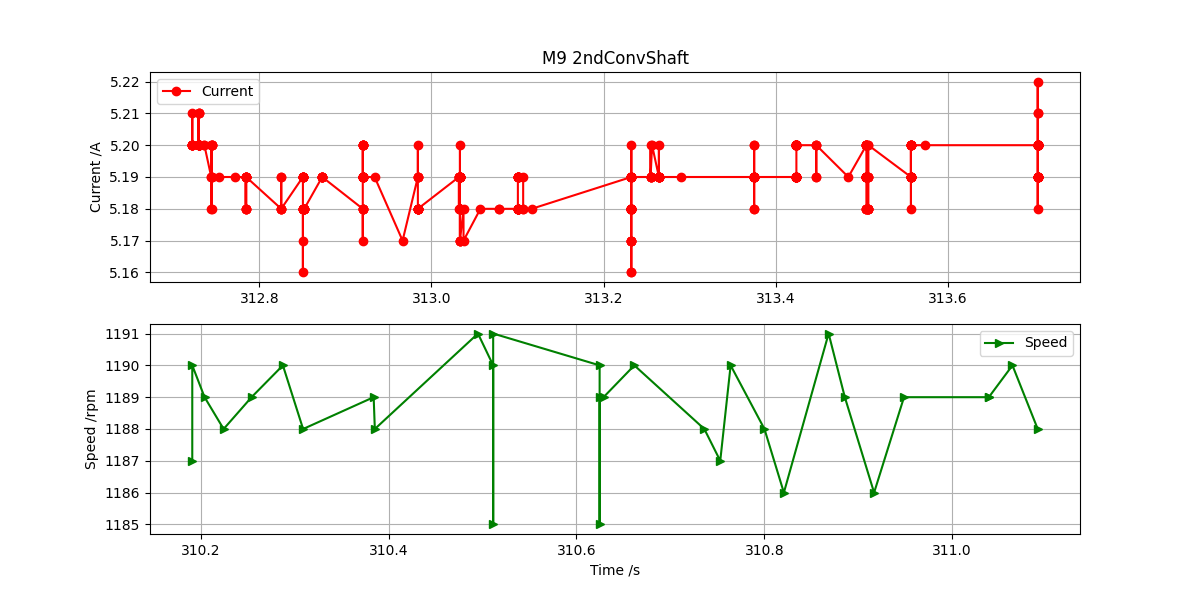 M9 2ndConvShaft
Current /A
5.22
5.21
5.20
5.19
5.18
5.17
5.16
Current
312.8 313.0 313.2 313.4 313.6
Speed /rpm
1191
1190
1189
1188
1187
1186
1185
Speed
310.2 310.4 310.6 310.8 311.0
Time /s